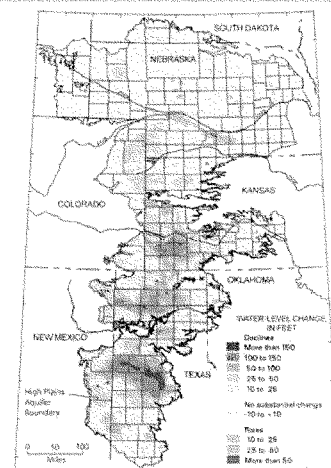 SOUTH DAKOTA
NEBRASKA
COLORADO
KANSAS
OKLAHOMA
NEW MEXICO
TEXAS
High Plains
Aquifer
Boundary
0 50 100
Miles
WATER-LEVEL CHANGE,
IN FEET
Declines
More than 150
100 to 150
50 to 100
25 to 50
10 to 25
No substantial change
-10 to +10
Rises
10 to 25
25 to 50
More than 50